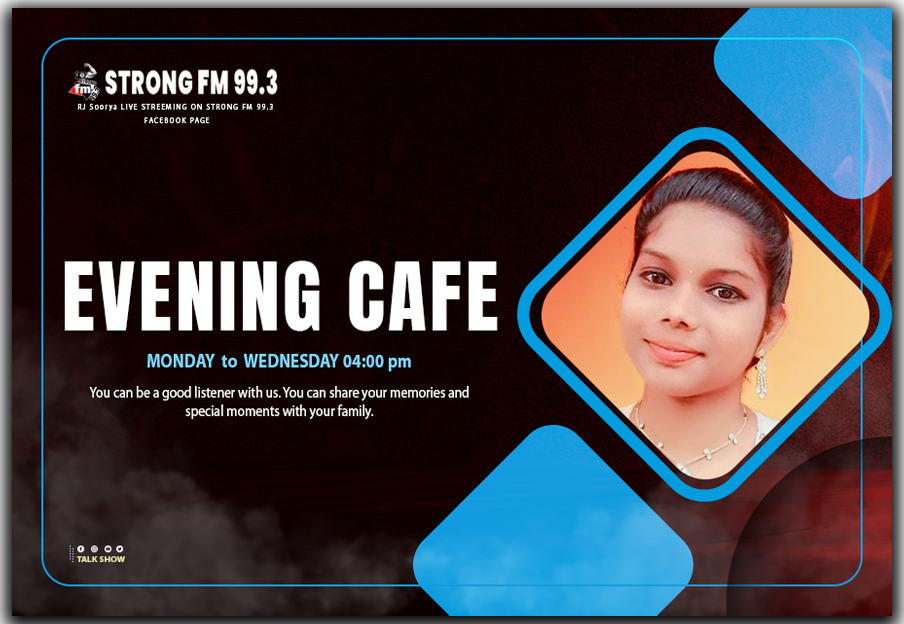 fm
STRONG FM 99.3
RJ Soorya LIVE STREEMING ON STRONG FM 99.3
FACEBOOK PAGE
EVENING CAFE
MONDAY to WEDNESDAY 04:00 pm
You can be a good listener with us. You can share your memories and
special moments with your family.
TALK SHOW